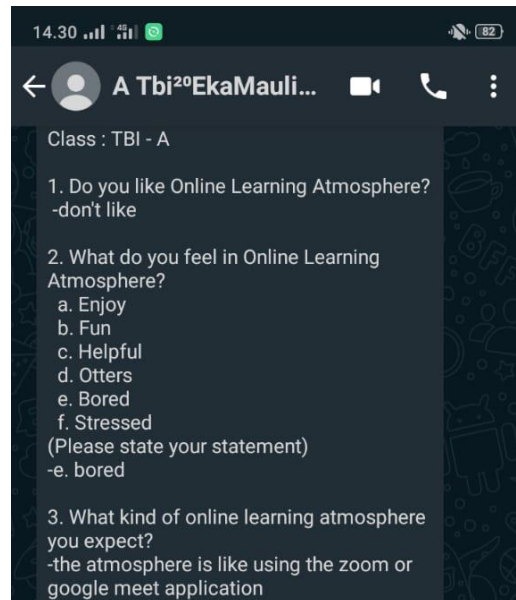 14.30 4G 82
A Tbi²⁰EkaMauli...
Class : TBI - A
1. Do you like Online Learning Atmosphere?
-don't like
2. What do you feel in Online Learning
Atmosphere?
a. Enjoy
b. Fun
c. Helpful
d. Otters
e. Bored
f. Stressed
(Please state your statement)
-e. bored
3. What kind of online learning atmosphere
you expect?
-the atmosphere is like using the zoom or
google meet application